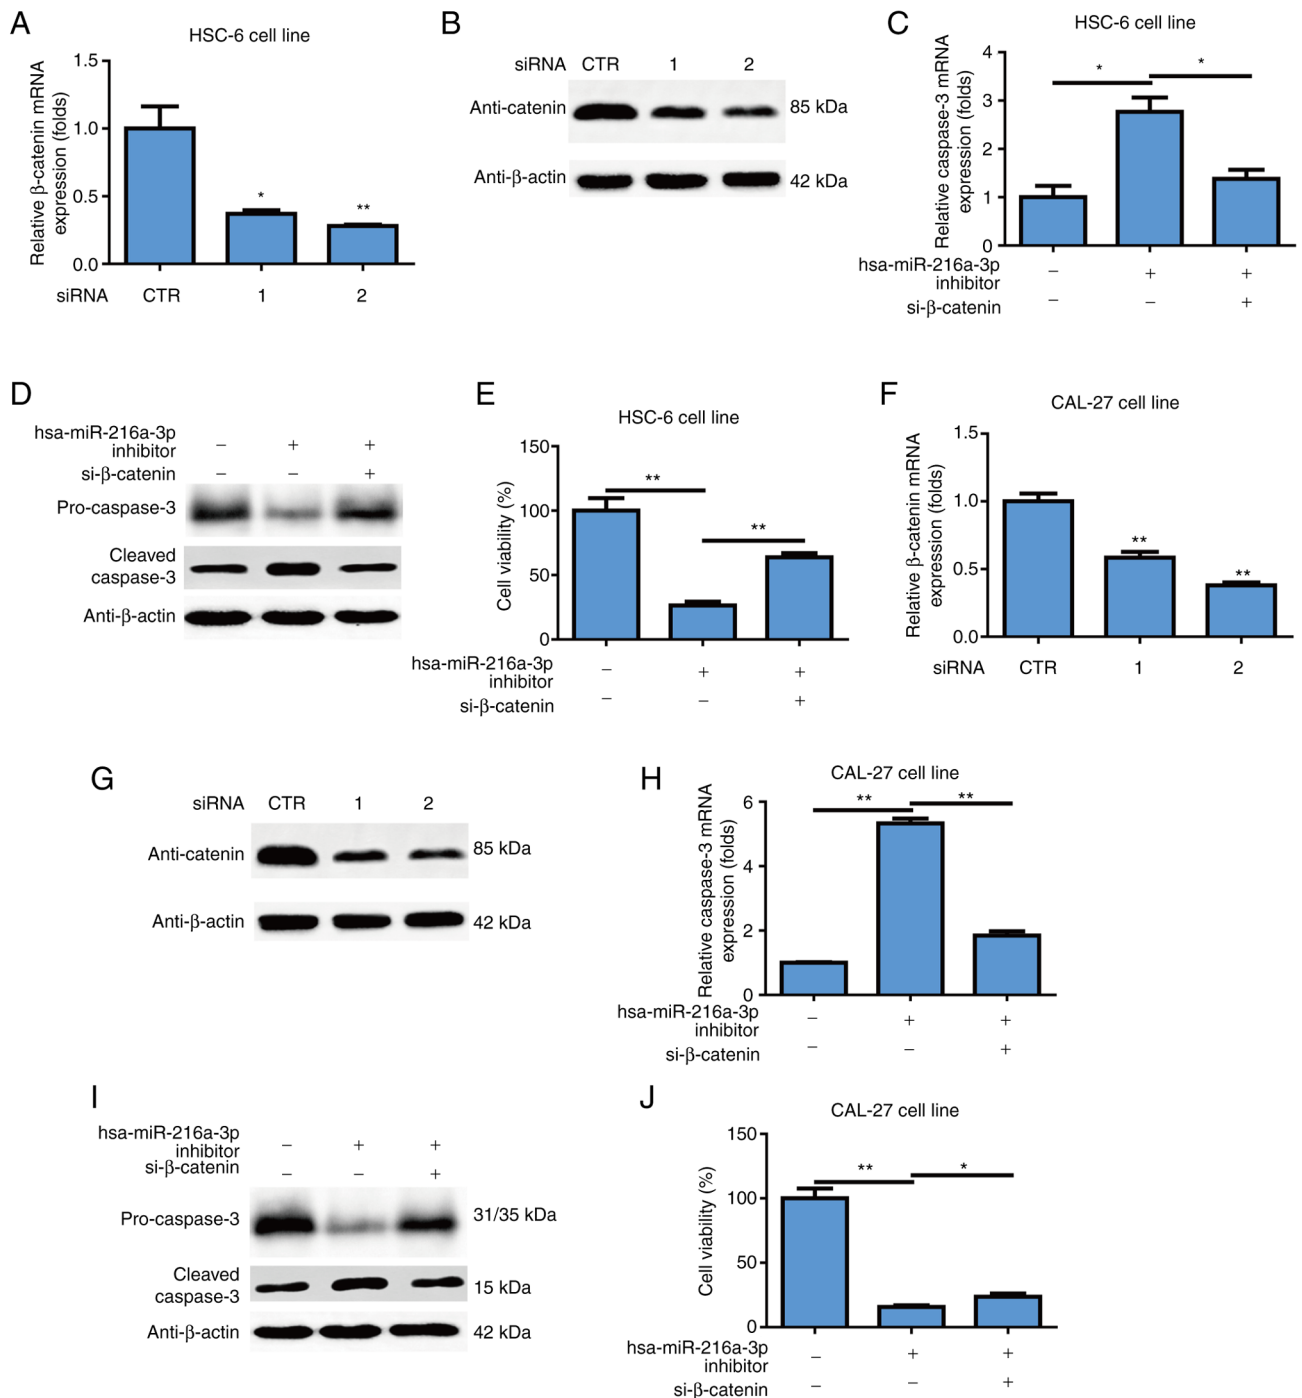 A
HSC-6 cell line
Relative β-catenin mRNA
expression (folds)
1.5
1.0
0.5
0.0
*
**
siRNA CTR 1 2
B
siRNA CTR 1 2
Anti-catenin 85 kDa
Anti-β-actin 42 kDa
C
HSC-6 cell line
Relative caspase-3 mRNA
expression (folds)
4
3
2
1
0
* *
hsa-miR-216a-3p
inhibitor – + +
si-β-catenin – – +
D
hsa-miR-216a-3p
inhibitor – + +
si-β-catenin – – +
Pro-caspase-3
Cleaved
caspase-3
Anti-β-actin
E
HSC-6 cell line
Cell viability (%)
150
100
50
0
** **
hsa-miR-216a-3p
inhibitor – + +
si-β-catenin – – +
F
CAL-27 cell line
Relative β-catenin mRNA
expression (folds)
1.5
1.0
0.5
0.0
**
**
siRNA CTR 1 2
G
siRNA CTR 1 2
Anti-catenin 85 kDa
Anti-β-actin 42 kDa
H
CAL-27 cell line
Relative caspase-3 mRNA
expression (folds)
6
4
2
0
** **
hsa-miR-216a-3p
inhibitor – + +
si-β-catenin – – +
I
hsa-miR-216a-3p
inhibitor – + +
si-β-catenin – – +
Pro-caspase-3 31/35 kDa
Cleaved
caspase-3 15 kDa
Anti-β-actin 42 kDa
J
CAL-27 cell line
Cell viability (%)
150
100
50
0
** *
hsa-miR-216a-3p
inhibitor – + +
si-β-catenin – – +